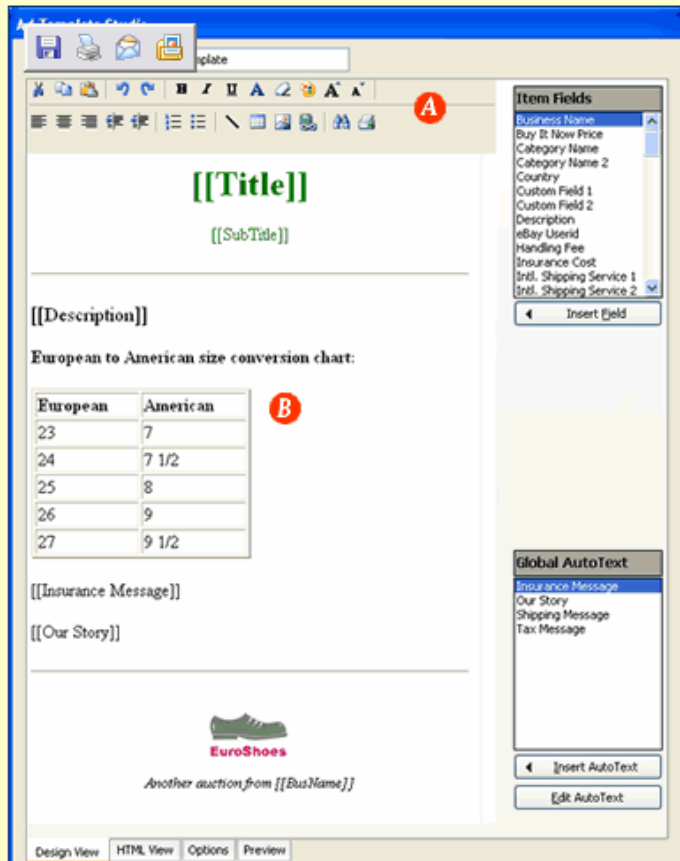 Ad Template Studio
mplate
B I U A A A
A
Item Fields
Business Name
Buy It Now Price
Category Name
Category Name 2
Country
Custom Field 1
Custom Field 2
Description
eBay Userid
Handling Fee
Insurance Cost
Intl. Shipping Service 1
Intl. Shipping Service 2
Insert Field
[[Title]]
[[SubTitle]]
[[Description]]
European to American size conversion chart:
European American
23 7
24 7 1/2
25 8
26 9
27 9 1/2
B
[[Insurance Message]]
[[Our Story]]
Global AutoText
Insurance Message
Our Story
Shipping Message
Tax Message
Insert AutoText
Edit AutoText
EuroShoes
Another auction from [[BusName]]
Design View HTML View Options Preview